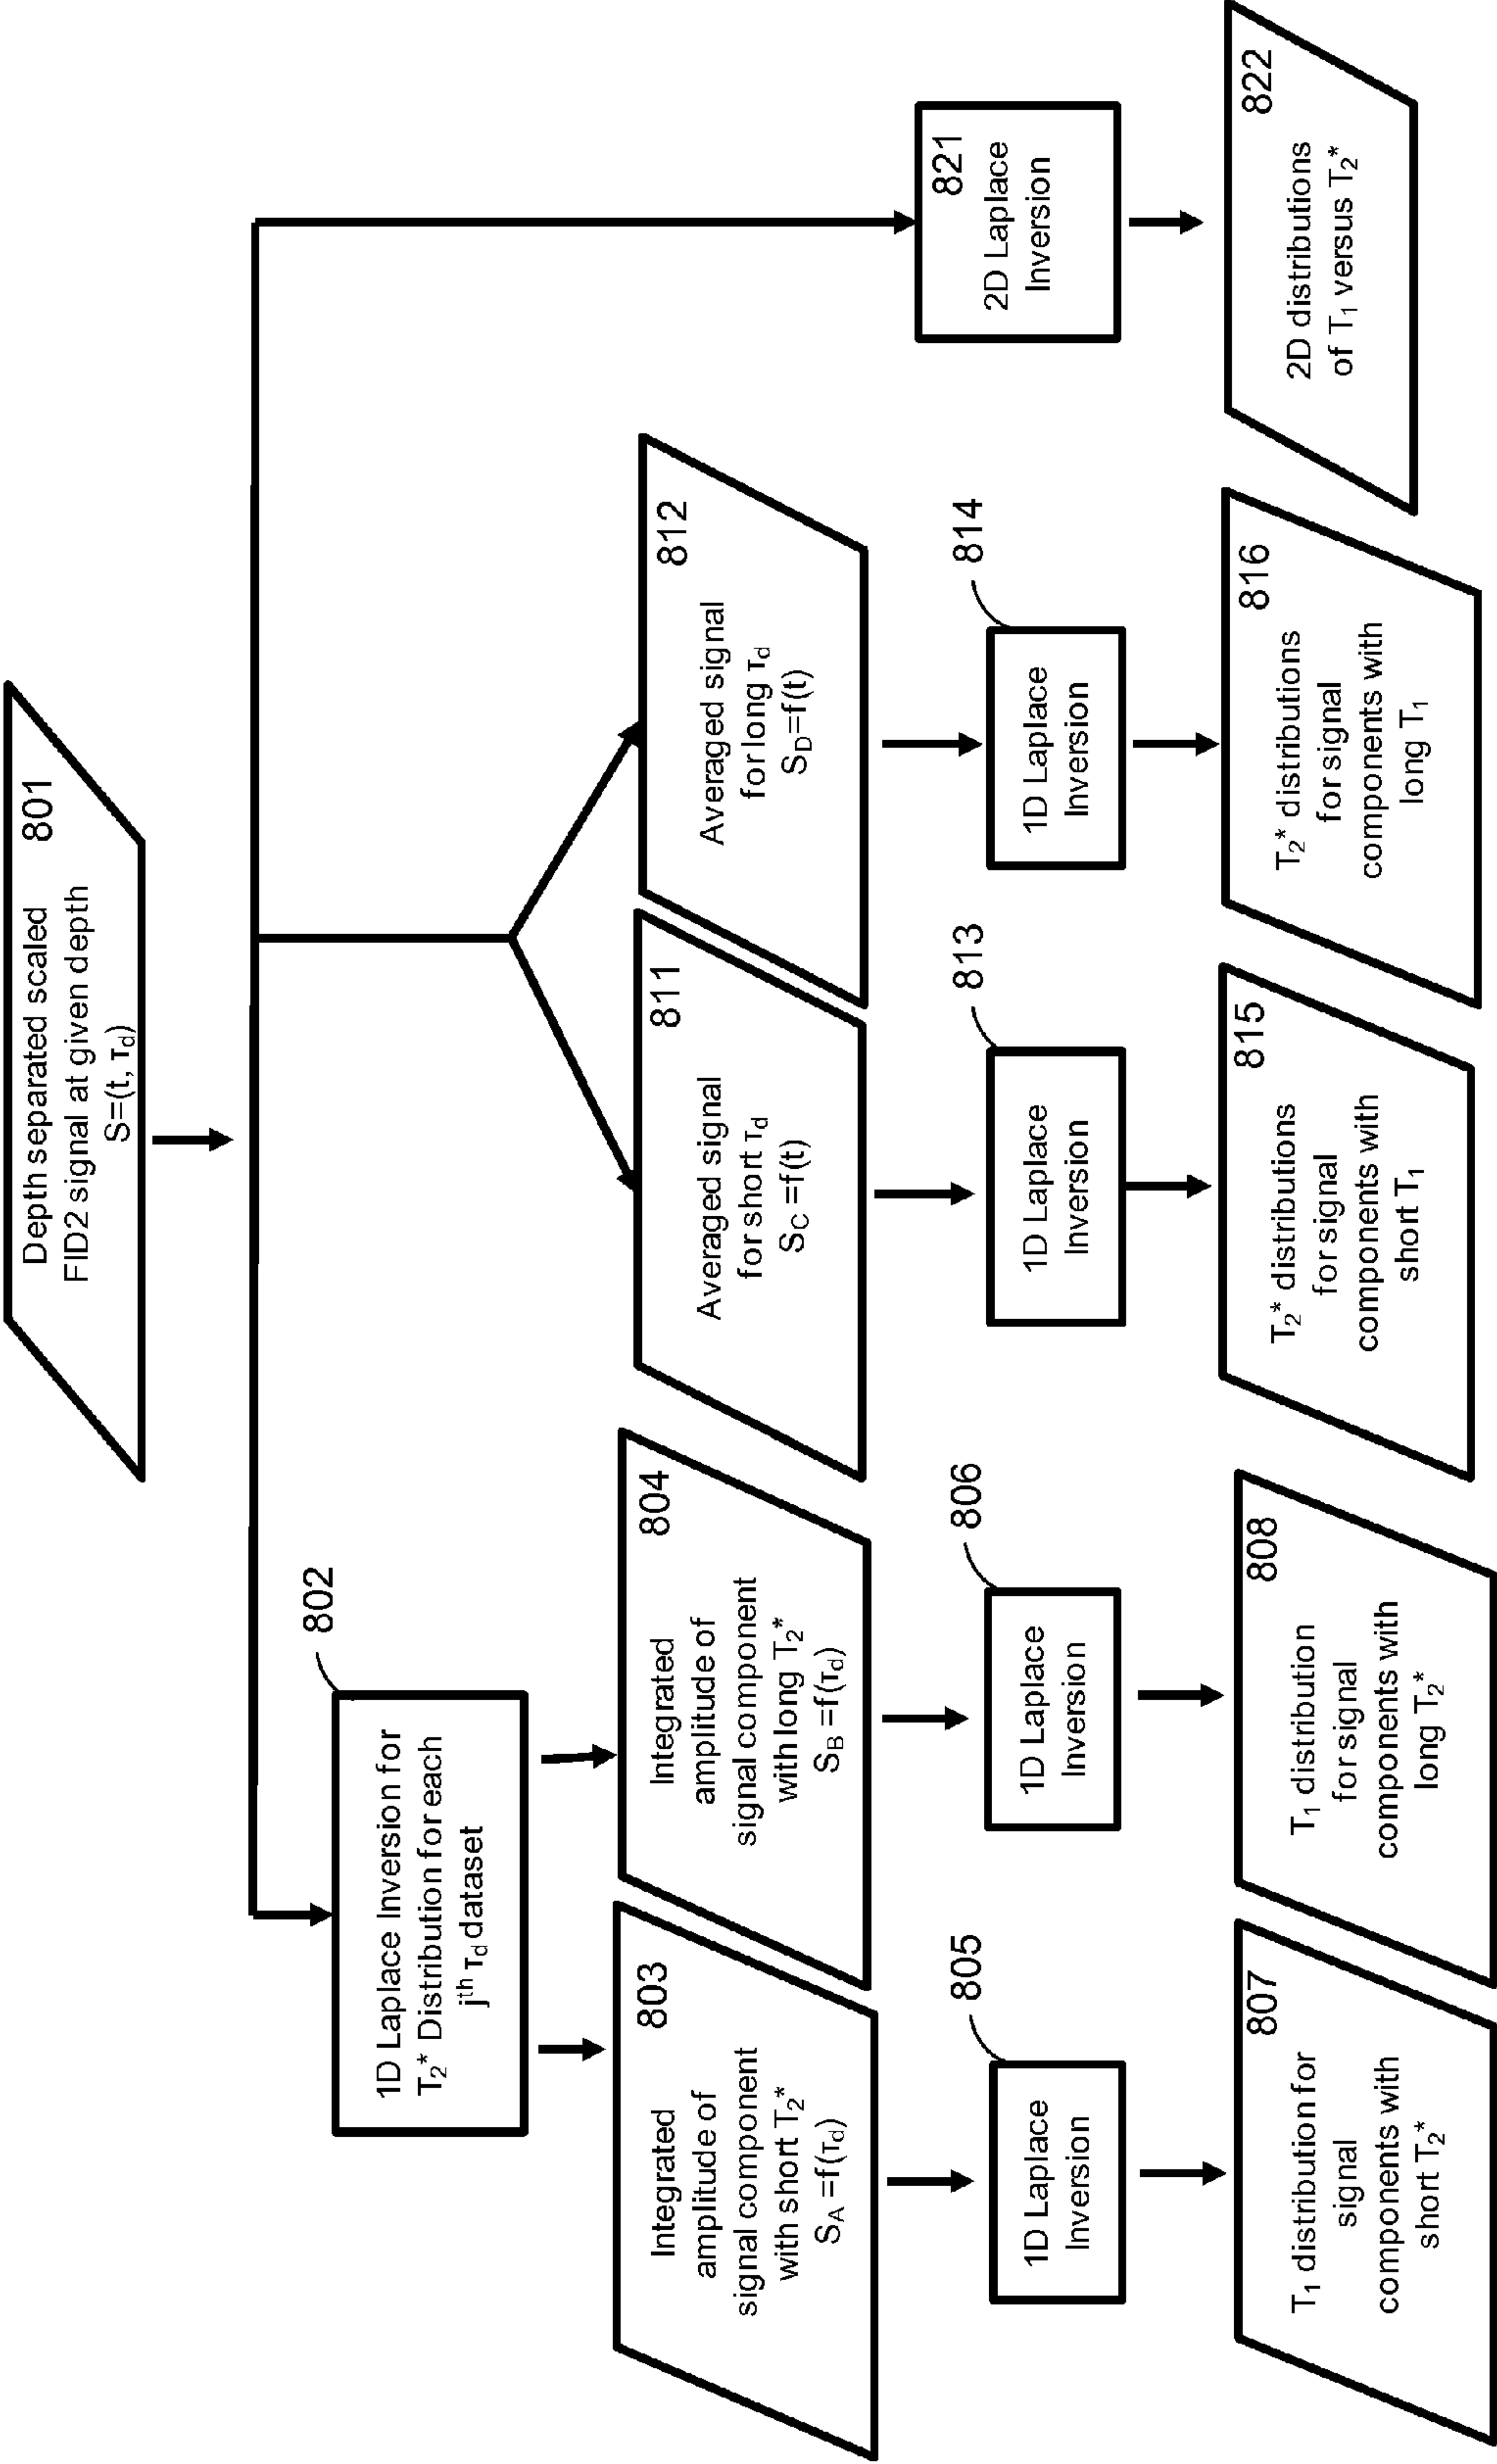 Depth separated scaled
FID2 signal at given depth
S=(t, τd)
801
802
1D Laplace Inversion for
T2* Distribution for each
jth τd dataset
803
Integrated
amplitude of
signal component
with short T2*
SA =f(τd)
804
Integrated
amplitude of
signal component
with long T2*
SB =f(τd)
811
Averaged signal
for short τd
SC =f(t)
812
Averaged signal
for long τd
SD=f(t)
821
2D Laplace
Inversion
805
1D Laplace
Inversion
806
1D Laplace
Inversion
813
1D Laplace
Inversion
814
1D Laplace
Inversion
807
T1 distribution for
signal
components with
short T2*
808
T1 distribution
for signal
components with
long T2*
815
T2* distributions
for signal
components with
short T1
816
T2* distributions
for signal
components with
long T1
822
2D distributions
of T1 versus T2*